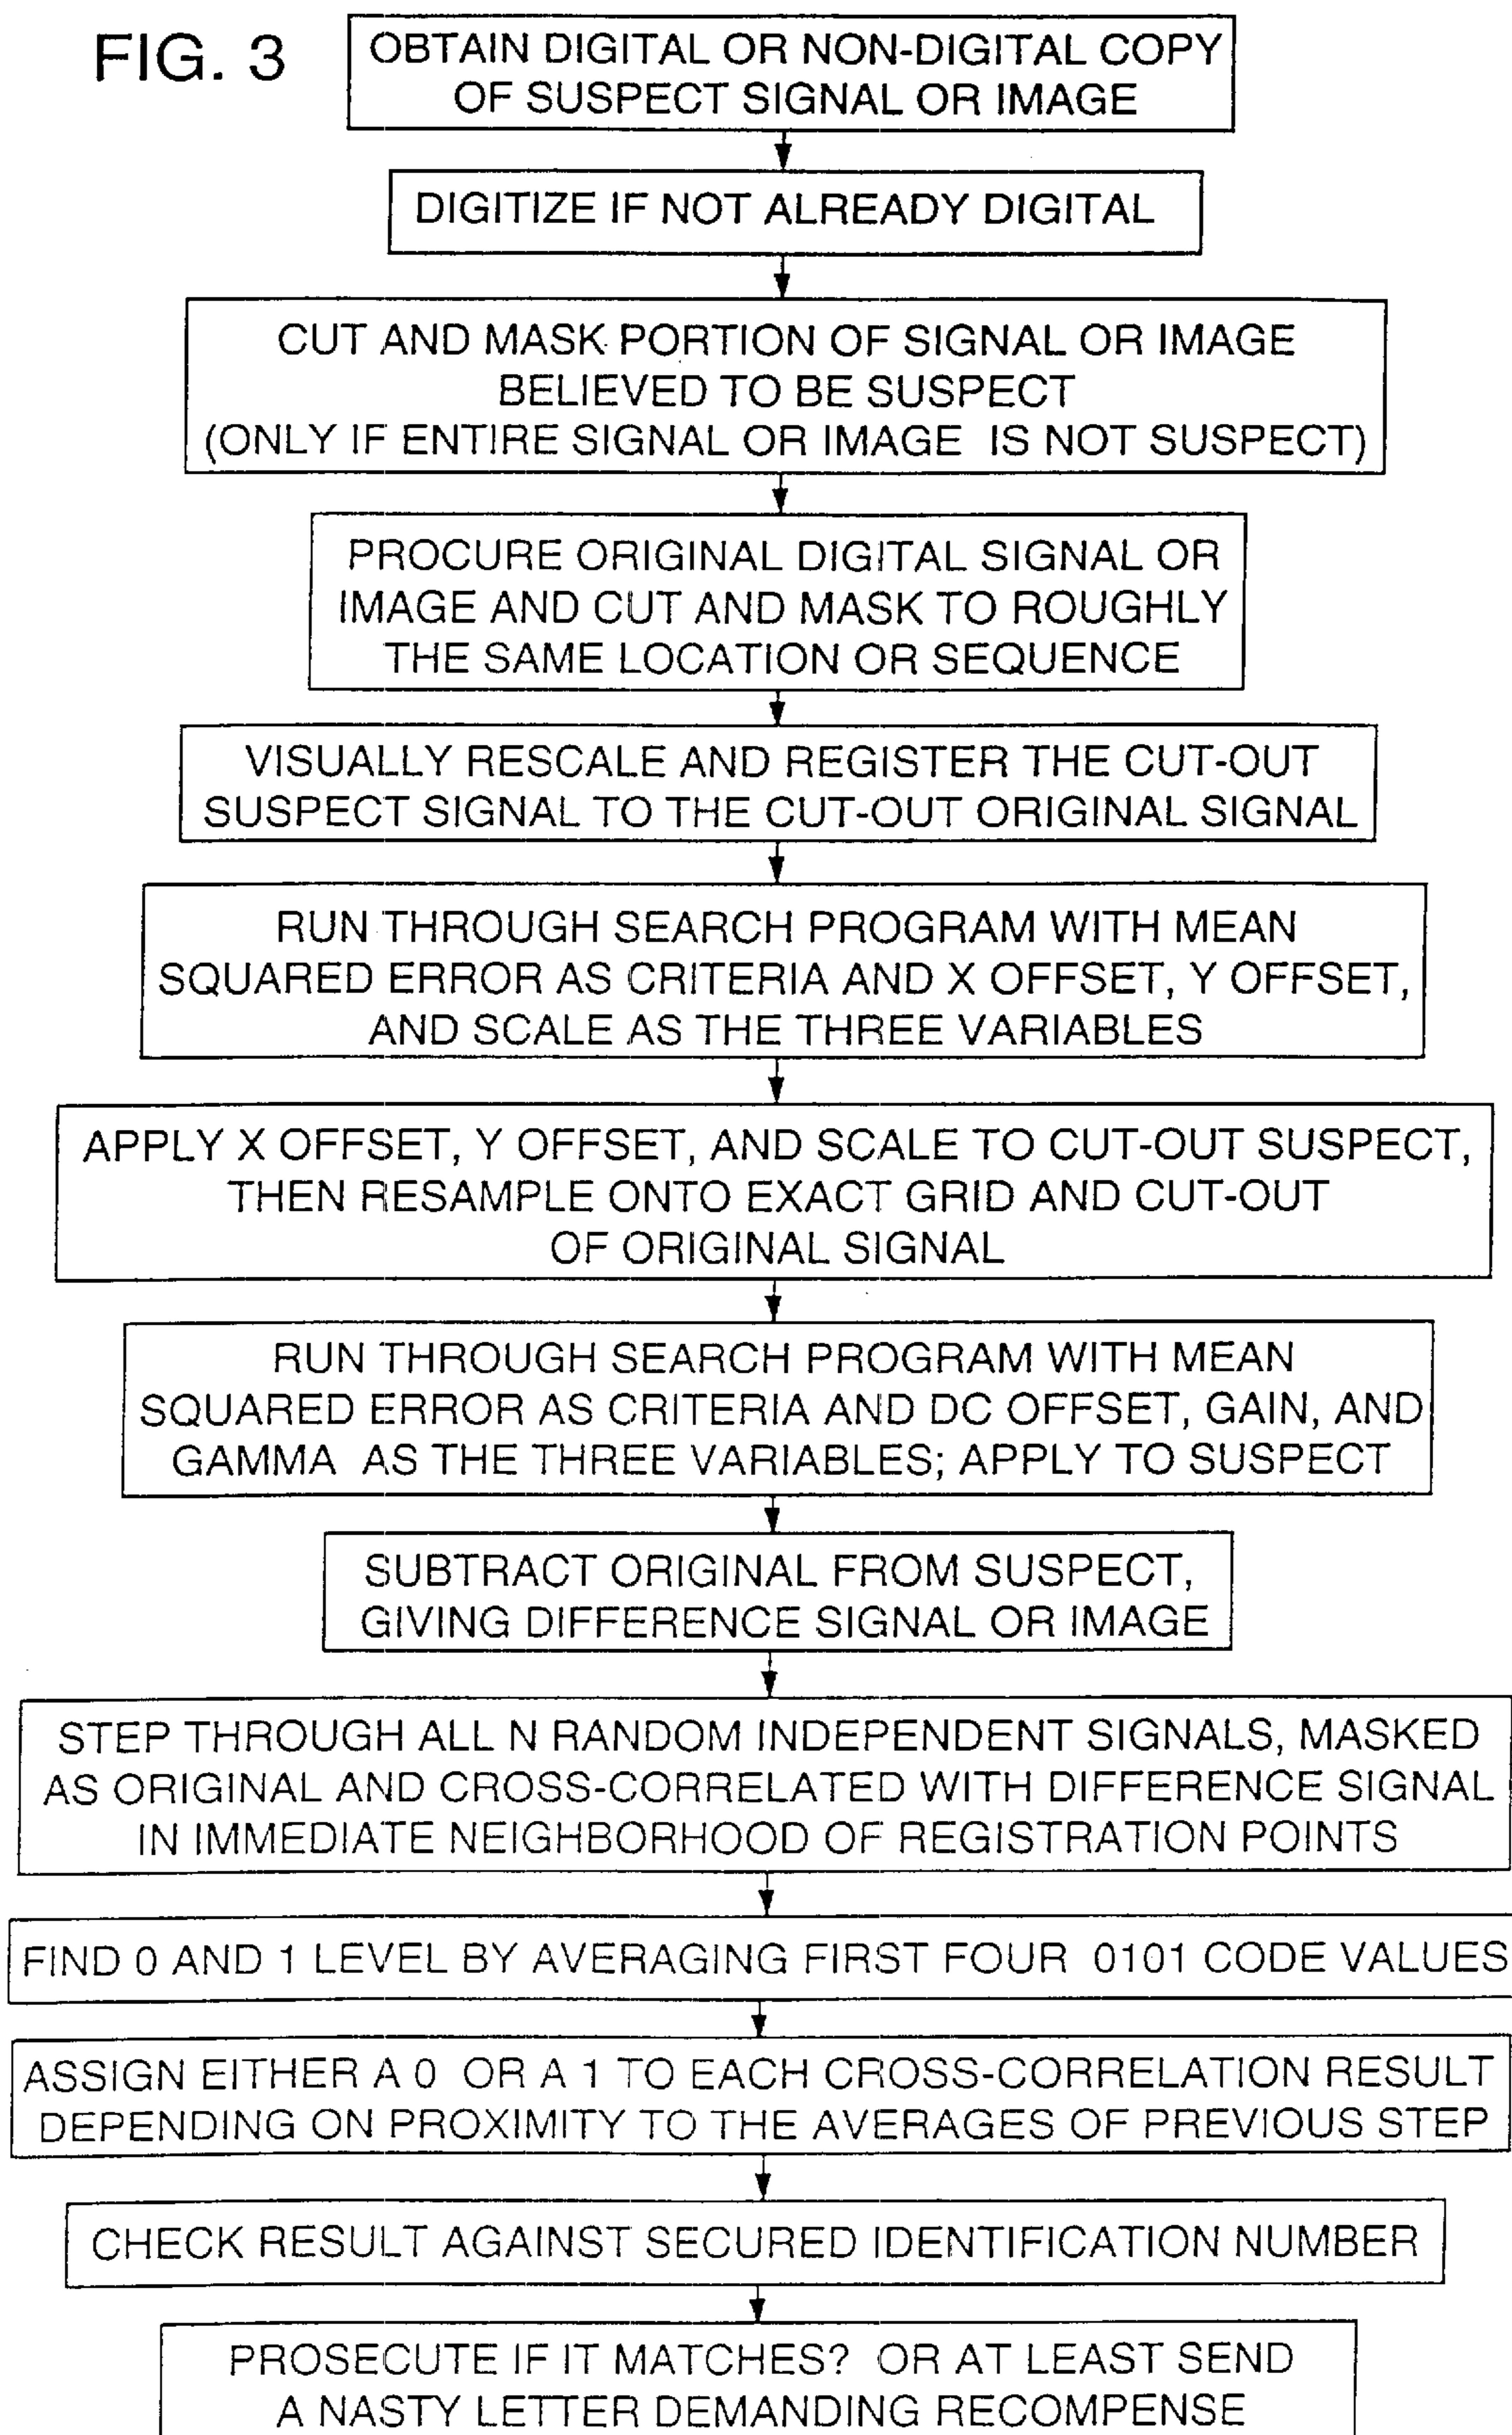 FIG. 3
OBTAIN DIGITAL OR NON-DIGITAL COPY
OF SUSPECT SIGNAL OR IMAGE
DIGITIZE IF NOT ALREADY DIGITAL
CUT AND MASK PORTION OF SIGNAL OR IMAGE
BELIEVED TO BE SUSPECT
(ONLY IF ENTIRE SIGNAL OR IMAGE IS NOT SUSPECT)
PROCURE ORIGINAL DIGITAL SIGNAL OR
IMAGE AND CUT AND MASK TO ROUGHLY
THE SAME LOCATION OR SEQUENCE
VISUALLY RESCALE AND REGISTER THE CUT-OUT
SUSPECT SIGNAL TO THE CUT-OUT ORIGINAL SIGNAL
RUN THROUGH SEARCH PROGRAM WITH MEAN
SQUARED ERROR AS CRITERIA AND X OFFSET, Y OFFSET,
AND SCALE AS THE THREE VARIABLES
APPLY X OFFSET, Y OFFSET, AND SCALE TO CUT-OUT SUSPECT,
THEN RESAMPLE ONTO EXACT GRID AND CUT-OUT
OF ORIGINAL SIGNAL
RUN THROUGH SEARCH PROGRAM WITH MEAN
SQUARED ERROR AS CRITERIA AND DC OFFSET, GAIN, AND
GAMMA AS THE THREE VARIABLES; APPLY TO SUSPECT
SUBTRACT ORIGINAL FROM SUSPECT,
GIVING DIFFERENCE SIGNAL OR IMAGE
STEP THROUGH ALL N RANDOM INDEPENDENT SIGNALS, MASKED
AS ORIGINAL AND CROSS-CORRELATED WITH DIFFERENCE SIGNAL
IN IMMEDIATE NEIGHBORHOOD OF REGISTRATION POINTS
FIND 0 AND 1 LEVEL BY AVERAGING FIRST FOUR 0101 CODE VALUES
ASSIGN EITHER A 0 OR A 1 TO EACH CROSS-CORRELATION RESULT
DEPENDING ON PROXIMITY TO THE AVERAGES OF PREVIOUS STEP
CHECK RESULT AGAINST SECURED IDENTIFICATION NUMBER
PROSECUTE IF IT MATCHES? OR AT LEAST SEND
A NASTY LETTER DEMANDING RECOMPENSE